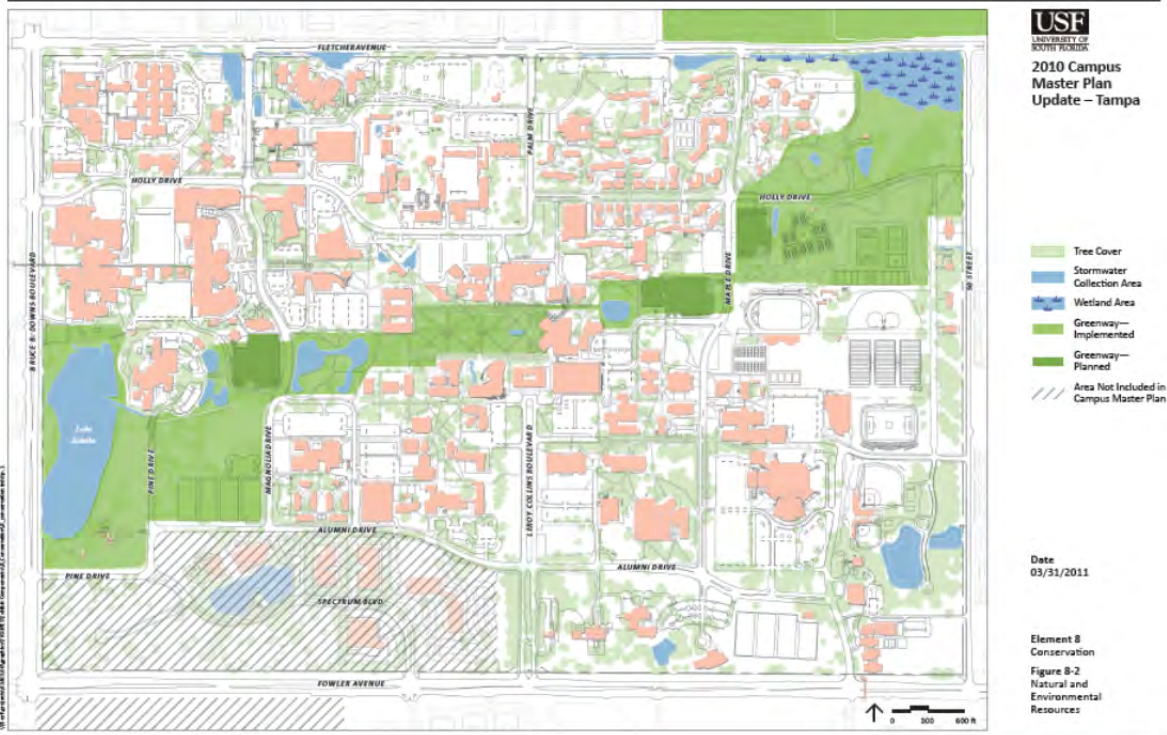 USF
UNIVERSITY OF
SOUTH FLORIDA
2010 Campus
Master Plan
Update – Tampa
FLETCHER AVENUE
PALM DRIVE
HOLLY DRIVE
HOLLY DRIVE
BRUCE B. DOWNS BOULEVARD
MAPLE DRIVE
50 STREET
Tree Cover
Stormwater
Collection Area
Wetland Area
Greenway—
Implemented
Greenway—
Planned
Area Not Included in
Campus Master Plan
Lake
PINE DRIVE
MAGNOLIA DRIVE
LEROY COLLINS BOULEVARD
ALUMNI DRIVE
ALUMNI DRIVE
PINE DRIVE
SPECTRUM BLVD
FOWLER AVENUE
0 300 600 ft
Date
03/31/2011
Element 8
Conservation
Figure 8-2
Natural and
Environmental
Resources